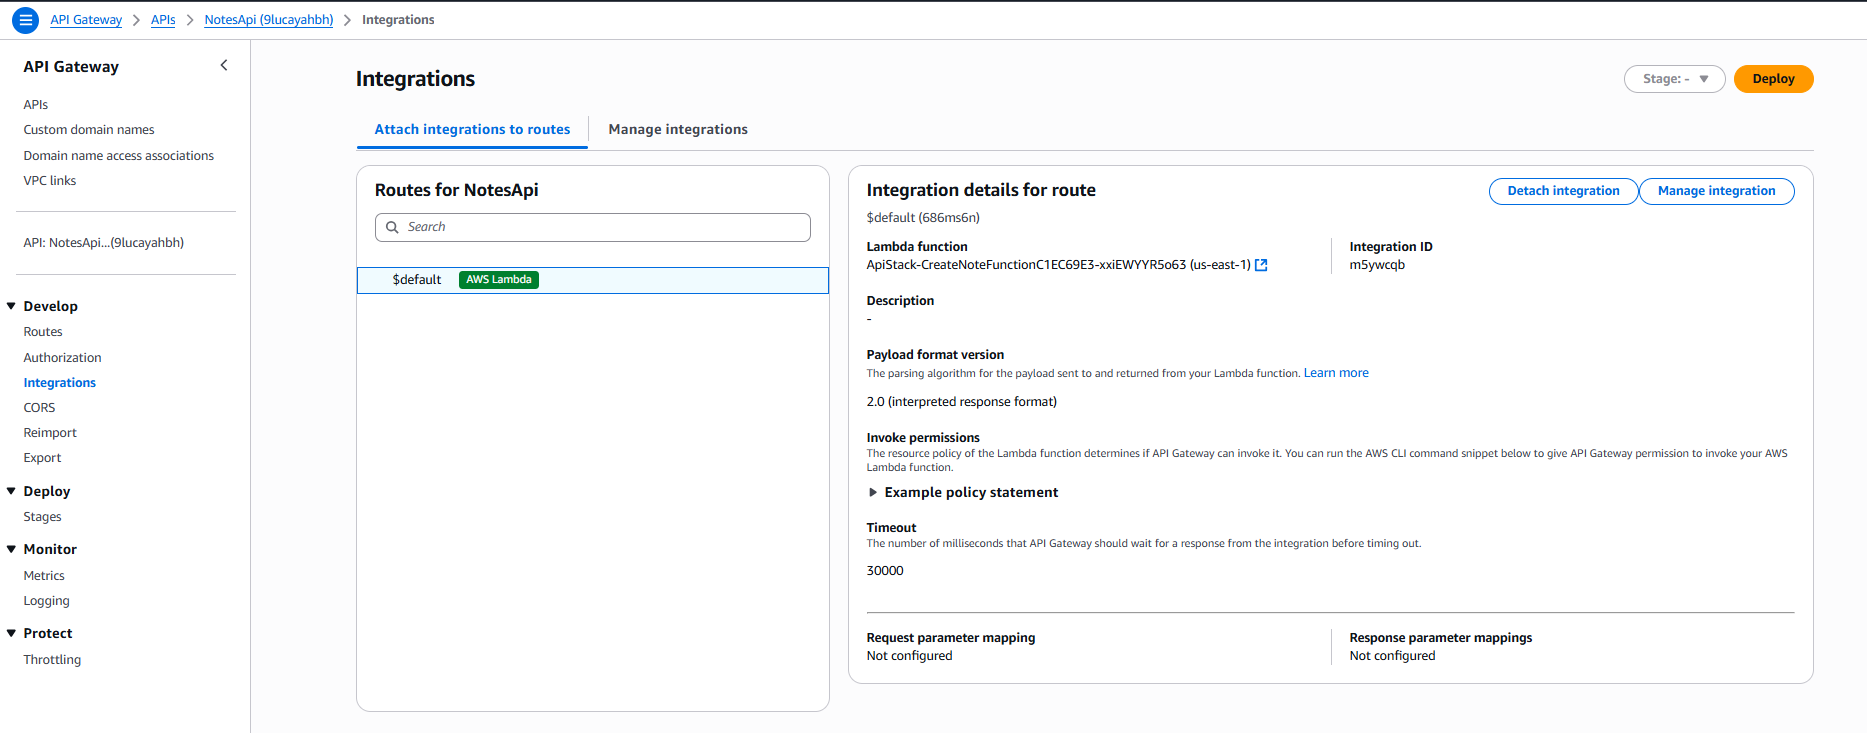 API Gateway > APIs > NotesApi (9lucayahbh) > Integrations
API Gateway
APIs
Custom domain names
Domain name access associations
VPC links
API: NotesApi...(9lucayahbh)
Develop
Routes
Authorization
Integrations
CORS
Reimport
Export
Deploy
Stages
Monitor
Metrics
Logging
Protect
Throttling
Integrations
Stage: -
Deploy
Attach integrations to routes
Manage integrations
Routes for NotesApi
Search
$default AWS Lambda
Integration details for route
Detach integration
Manage integration
$default (686ms6n)
Lambda function
ApiStack-CreateNoteFunctionC1EC69E3-xxiEWYYR5o63 (us-east-1)
Integration ID
m5ywcqb
Description
-
Payload format version
The parsing algorithm for the payload sent to and returned from your Lambda function. Learn more
2.0 (interpreted response format)
Invoke permissions
The resource policy of the Lambda function determines if API Gateway can invoke it. You can run the AWS CLI command snippet below to give API Gateway permission to invoke your AWS
Lambda function.
Example policy statement
Timeout
The number of milliseconds that API Gateway should wait for a response from the integration before timing out.
30000
Request parameter mapping
Not configured
Response parameter mappings
Not configured